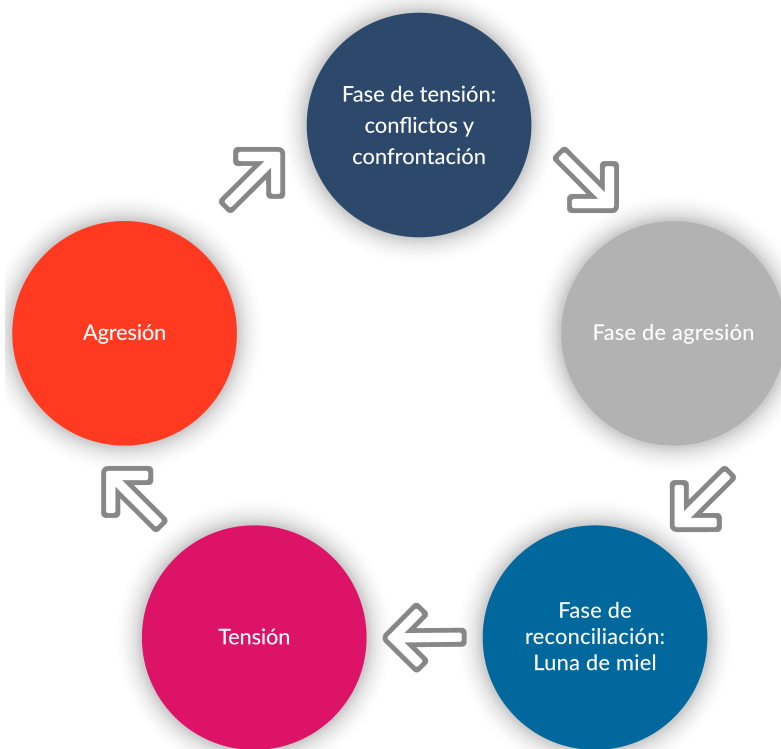 Fase de tensión:
conflictos y
confrontación
Fase de agresión
Fase de
reconciliación:
Luna de miel
Tensión
Agresión